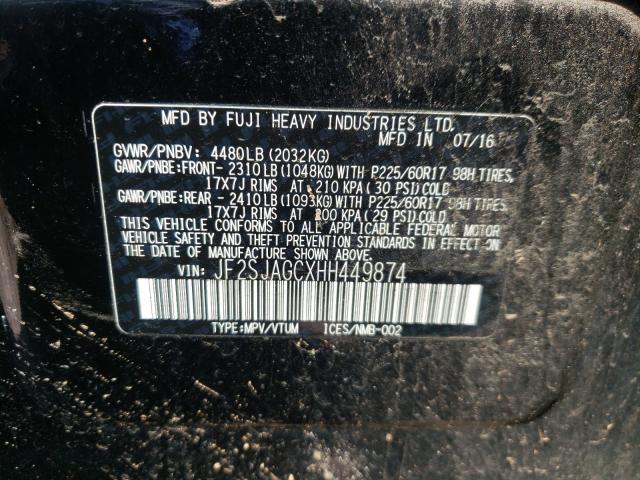 MFD BY FUJI HEAVY INDUSTRIES LTD.
MFD IN 07/16
GVWR/PNBV: 4480LB (2032KG)
GAWR/PNBE:FRONT- 2310LB (1048KG) WITH P225/60R17 98H TIRES,
17X7J RIMS AT 210 KPA (30 PSI) COLD
GAWR/PNBE:REAR - 2410LB (1093KG) WITH P225/60R17 98H TIRES,
17X7J RIMS AT 200 KPA (29 PSI) COLD
THIS VEHICLE CONFORMS TO ALL APPLICABLE FEDERAL MOTOR
VEHICLE SAFETY AND THEFT PREVENTION STANDARDS IN EFFECT ON
THE DATE OF MANUFACTURE SHOWN ABOVE.
VIN: JF2SJAGCXHH449874
TYPE:MPV/VTUM ICES/NMB-002